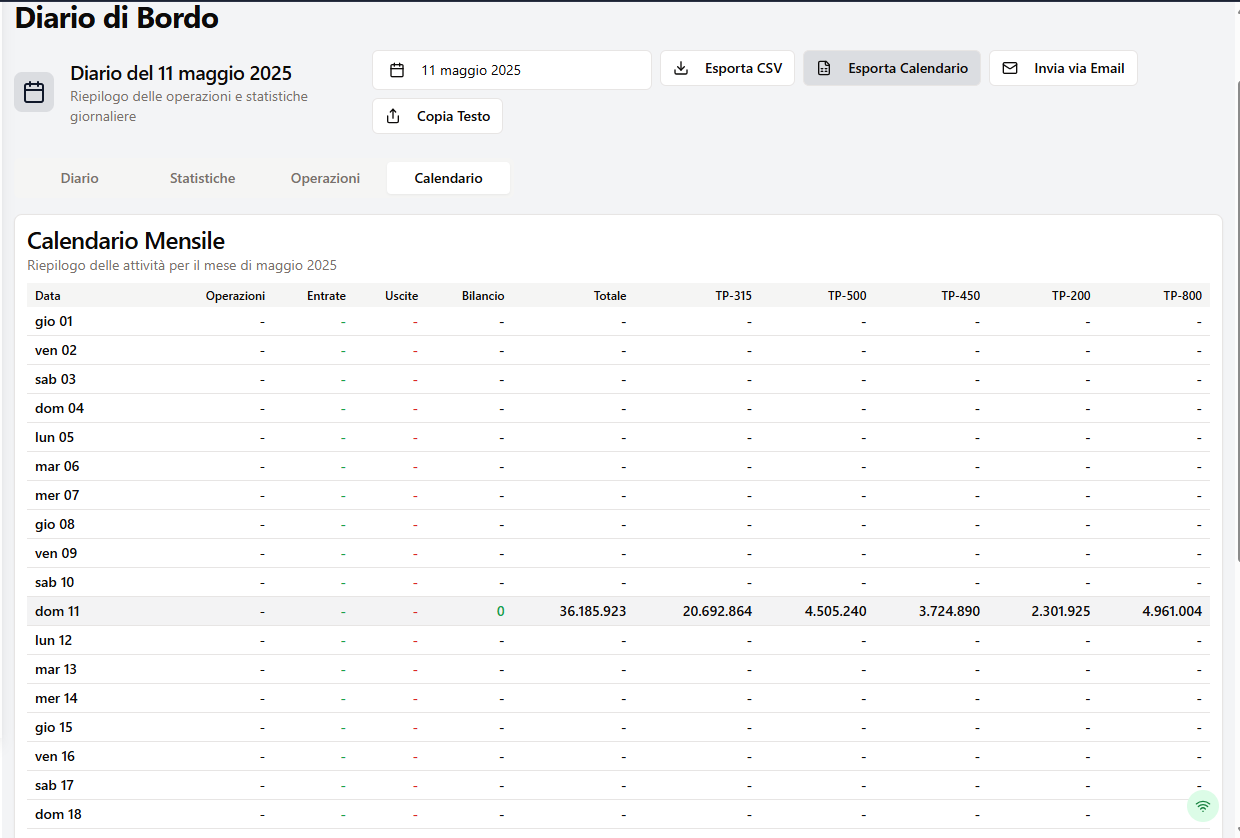 Diario di Bordo
Diario del 11 maggio 2025
Riepilogo delle operazioni e statistiche
giornaliere
11 maggio 2025
Esporta CSV
Esporta Calendario
Invia via Email
Copia Testo
Diario Statistiche Operazioni Calendario
Calendario Mensile
Riepilogo delle attività per il mese di maggio 2025
Data Operazioni Entrate Uscite Bilancio Totale TP-315 TP-500 TP-450 TP-200 TP-800
gio 01 - - - - - - - - - -
ven 02 - - - - - - - - - -
sab 03 - - - - - - - - - -
dom 04 - - - - - - - - - -
lun 05 - - - - - - - - - -
mar 06 - - - - - - - - - -
mer 07 - - - - - - - - - -
gio 08 - - - - - - - - - -
ven 09 - - - - - - - - - -
sab 10 - - - - - - - - - -
dom 11 - - - 0 36.185.923 20.692.864 4.505.240 3.724.890 2.301.925 4.961.004
lun 12 - - - - - - - - - -
mar 13 - - - - - - - - - -
mer 14 - - - - - - - - - -
gio 15 - - - - - - - - - -
ven 16 - - - - - - - - - -
sab 17 - - - - - - - - - -
dom 18 - - - - - - - - - -